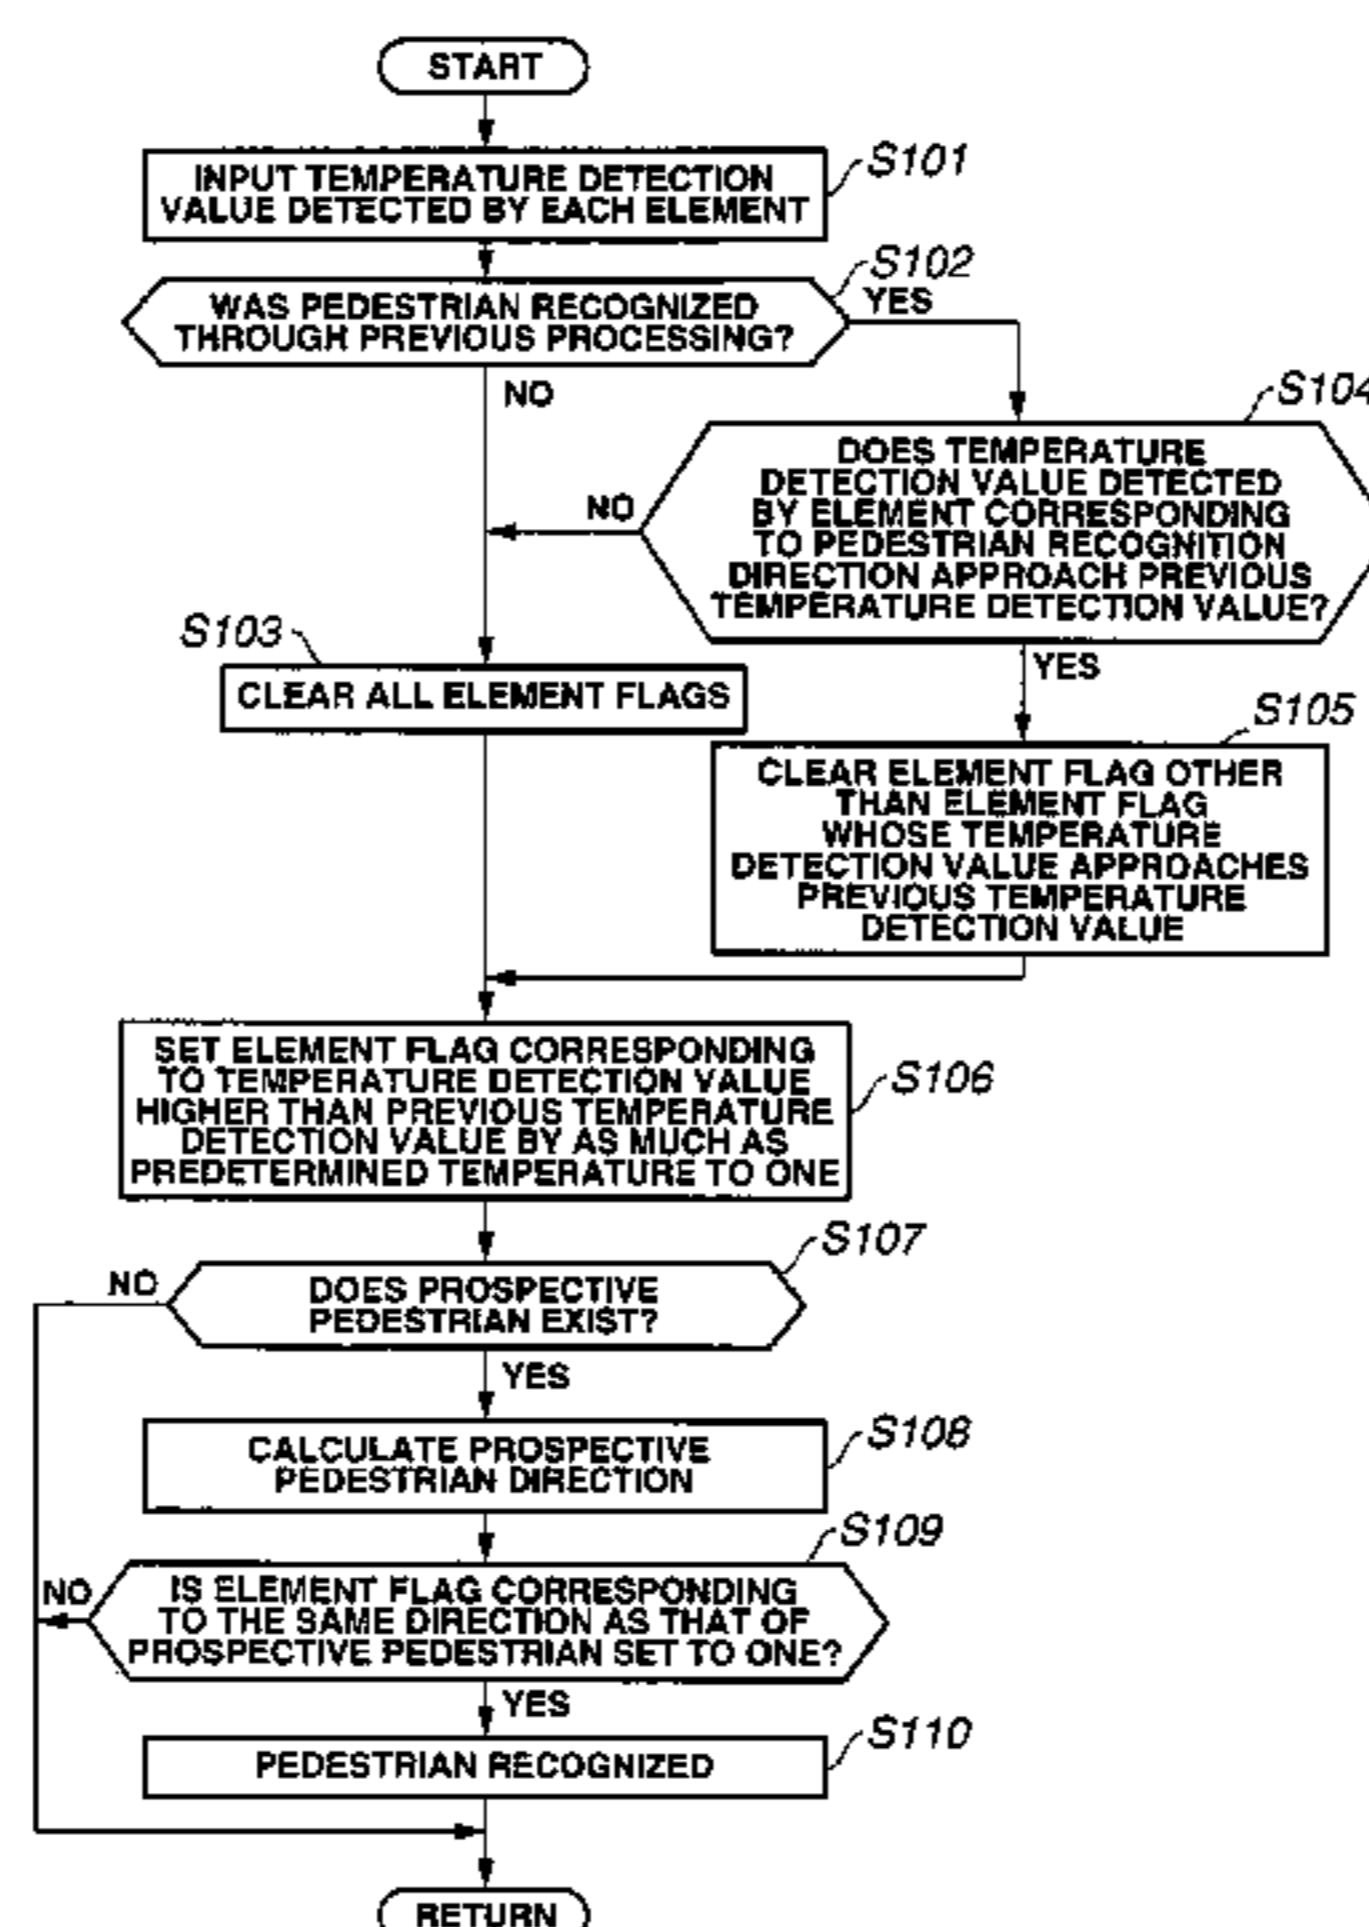 START
S101
INPUT TEMPERATURE DETECTION
VALUE DETECTED BY EACH ELEMENT
S102
WAS PEDESTRIAN RECOGNIZED
THROUGH PREVIOUS PROCESSING?
YES
NO
S104
DOES TEMPERATURE
DETECTION VALUE DETECTED
BY ELEMENT CORRESPONDING
TO PEDESTRIAN RECOGNITION
DIRECTION APPROACH PREVIOUS
TEMPERATURE DETECTION VALUE?
NO
YES
S103
CLEAR ALL ELEMENT FLAGS
S105
CLEAR ELEMENT FLAG OTHER
THAN ELEMENT FLAG
WHOSE TEMPERATURE
DETECTION VALUE APPROACHES
PREVIOUS TEMPERATURE
DETECTION VALUE
SET ELEMENT FLAG CORRESPONDING
TO TEMPERATURE DETECTION VALUE
HIGHER THAN PREVIOUS TEMPERATURE
DETECTION VALUE BY AS MUCH AS
PREDETERMINED TEMPERATURE TO ONE
S106
S107
NO
DOES PROSPECTIVE
PEDESTRIAN EXIST?
YES
S108
CALCULATE PROSPECTIVE
PEDESTRIAN DIRECTION
S109
NO
IS ELEMENT FLAG CORRESPONDING
TO THE SAME DIRECTION AS THAT OF
PROSPECTIVE PEDESTRIAN SET TO ONE?
YES
S110
PEDESTRIAN RECOGNIZED
RETURN